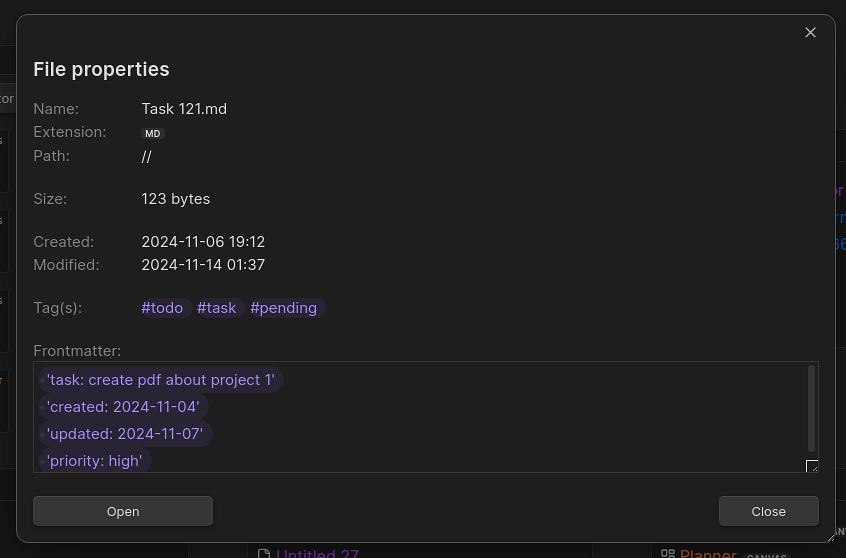 tor
File properties
Name: Task 121.md
Extension: MD
Path: //
Size: 123 bytes
Created: 2024-11-06 19:12
Modified: 2024-11-14 01:37
Tag(s): #todo #task #pending
Frontmatter:
'task: create pdf about project 1'
'created: 2024-11-04'
'updated: 2024-11-07'
'priority: high'
Open Close
Untitled 27 Planner CANVAS